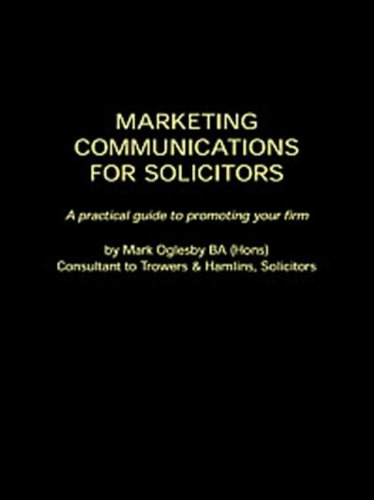 MARKETING
COMMUNICATIONS
FOR SOLICITORS
A practical guide to promoting your firm
by Mark Oglesby BA (Hons)
Consultant to Trowers & Hamlins, Solicitors